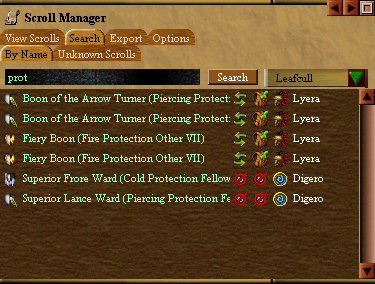 Scroll Manager
View Scrolls Search Export Options
By Name Unknown Scrolls
prot Search Leafcull
Boon of the Arrow Turner (Piercing Protect: Lyera
Boon of the Arrow Turner (Piercing Protect: Lyera
Fiery Boon (Fire Protection Other VII) Lyera
Fiery Boon (Fire Protection Other VII) Lyera
Superior Frore Ward (Cold Protection Fellow Digero
Superior Lance Ward (Piercing Protection Fe Digero